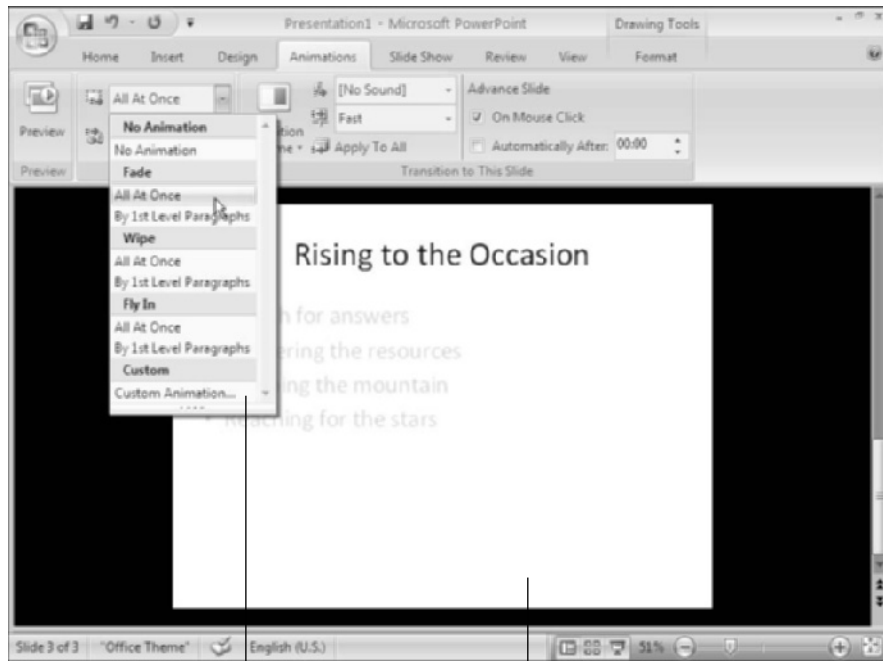 Presentation1 - Microsoft PowerPoint Drawing Tools
Home Insert Design Animations Slide Show Review View Format
All At Once [No Sound] Advance Slide
Preview Fast On Mouse Click
Apply To All Automatically After: 00:00
Preview Transition to This Slide
No Animation
No Animation
Fade
All At Once
By 1st Level Paragraphs
Wipe
All At Once
By 1st Level Paragraphs
Fly In
All At Once
By 1st Level Paragraphs
Custom
Custom Animation...
Rising to the Occasion
for answers
the resources
the mountain
Reaching for the stars
Slide 3 of 3 "Office Theme" English (U.S.) 51%